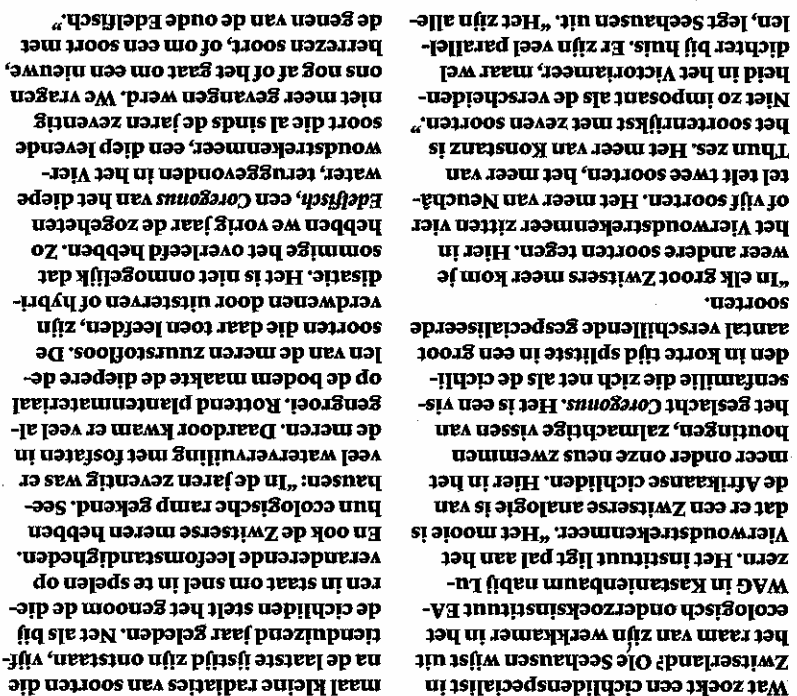 Wat zoekt een cichlidenspecialist in
Zwitserland? Ole Seehausen wijst uit
het raam van zijn werkkamer in het
ecologisch onderzoeksinstituut EA-
WAG in Kastanienbaum nabij Lu-
zern. Het instituut ligt pal aan het
Vierwoudstrekenmeer. “Het mooie is
dat er een Zwitserse analogie is van
de Afrikaanse cichliden. Hier in het
meer onder onze neus zwemmen
houtingen, zalmachtige vissen van
het geslacht Coregonus. Het is een vis-
senfamilie die zich net als de cichli-
den in korte tijd splitste in een groot
aantal verschillende gespecialiseerde
soorten.
“In elk groot Zwitsers meer kom je
weer andere soorten tegen. Hier in
het Vierwoudstrekenmeer zitten vier
of vijf soorten. Het meer van Neuchâ-
tel telt twee soorten, het meer van
Thun zes. Het meer van Konstanz is
het soortenrijkst met zeven soorten.”
Niet zo imposant als de verscheiden-
heid in het Victoriameer, maar wel
dichter bij huis. Er zijn veel parallel-
len, legt Seehausen uit. “Het zijn alle-
maal kleine radiaties van soorten die
na de laatste ijstijd zijn ontstaan, vijf-
tienduizend jaar geleden. Net als bij
de cichliden stelt het genoom de die-
ren in staat om snel in te spelen op
veranderende leefomstandigheden.
En ook de Zwitserse meren hebben
hun ecologische ramp gekend. See-
hausen: “In de jaren zeventig was er
veel watervervuiling met fosfaten in
de meren. Daardoor kwam er veel al-
gengroei. Rottend plantenmateriaal
op de bodem maakte de diepere de-
len van de meren zuurstofloos. De
soorten die daar toen leefden, zijn
verdwenen door uitsterven of hybri-
disatie. Het is niet onmogelijk dat
sommige het overleefd hebben. Zo
hebben we vorig jaar de zogeheten
Edelfisch, een Coregonus van het diepe
water, teruggevonden in het Vier-
woudstrekenmeer, een diep levende
soort die al sinds de jaren zeventig
niet meer gevangen werd. We vragen
ons nog af of het gaat om een nieuwe,
herrezen soort, of om een soort met
de genen van de oude Edelfisch.”